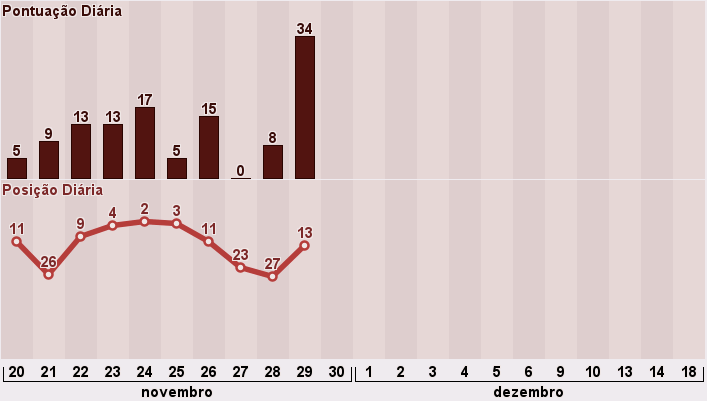 Pontuação Diária
5 9 13 13 17 5 15 0 8 34
Posição Diária
11 26 9 4 2 3 11 23 27 13
20 21 22 23 24 25 26 27 28 29 30 1 2 3 4 5 6 9 10 13 14 18
novembro dezembro